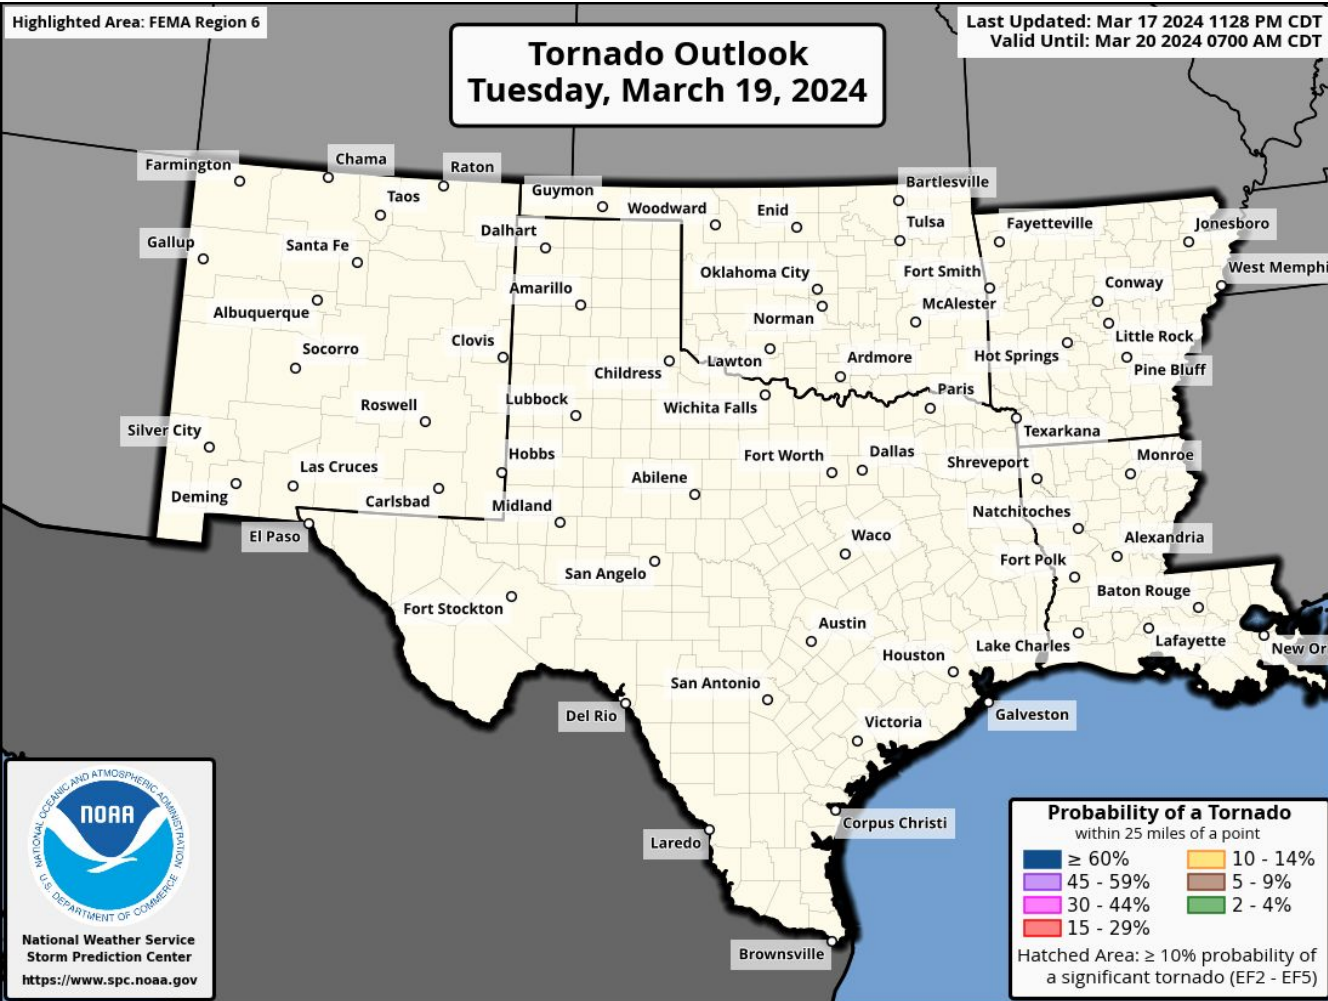 Highlighted Area: FEMA Region 6
Last Updated: Mar 17 2024 1128 PM CDT
Valid Until: Mar 20 2024 0700 AM CDT
Tornado Outlook
Tuesday, March 19, 2024
Farmington
Chama
Raton
Taos
Guymon
Woodward
Enid
Bartlesville
Tulsa
Fayetteville
Jonesboro
Gallup
Santa Fe
Dalhart
Oklahoma City
Fort Smith
West Memphi
Conway
Amarillo
McAlester
Albuquerque
Norman
Little Rock
Socorro
Clovis
Childress
Lawton
Ardmore
Hot Springs
Pine Bluff
Roswell
Lubbock
Wichita Falls
Paris
Texarkana
Silver City
Las Cruces
Hobbs
Fort Worth
Dallas
Shreveport
Monroe
Deming
Carlsbad
Midland
Abilene
Natchitoches
El Paso
Waco
Alexandria
San Angelo
Fort Polk
Fort Stockton
Baton Rouge
Austin
Houston
Lake Charles
Lafayette
New Or
San Antonio
Del Rio
Victoria
Galveston
Corpus Christi
Laredo
Brownsville
NATIONAL OCEANIC AND ATMOSPHERIC ADMINISTRATION
NOAA
U.S. DEPARTMENT OF COMMERCE
National Weather Service
Storm Prediction Center
https://www.spc.noaa.gov
Probability of a Tornado
within 25 miles of a point
≥ 60%
45 - 59%
30 - 44%
15 - 29%
10 - 14%
5 - 9%
2 - 4%
Hatched Area: ≥ 10% probability of
a significant tornado (EF2 - EF5)